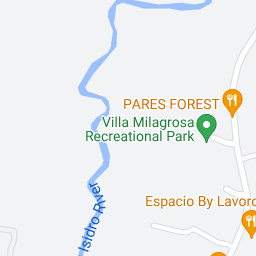 PARES FOREST
Villa Milagrosa
Recreational Park
Isidro River
Espacio By Lavoro